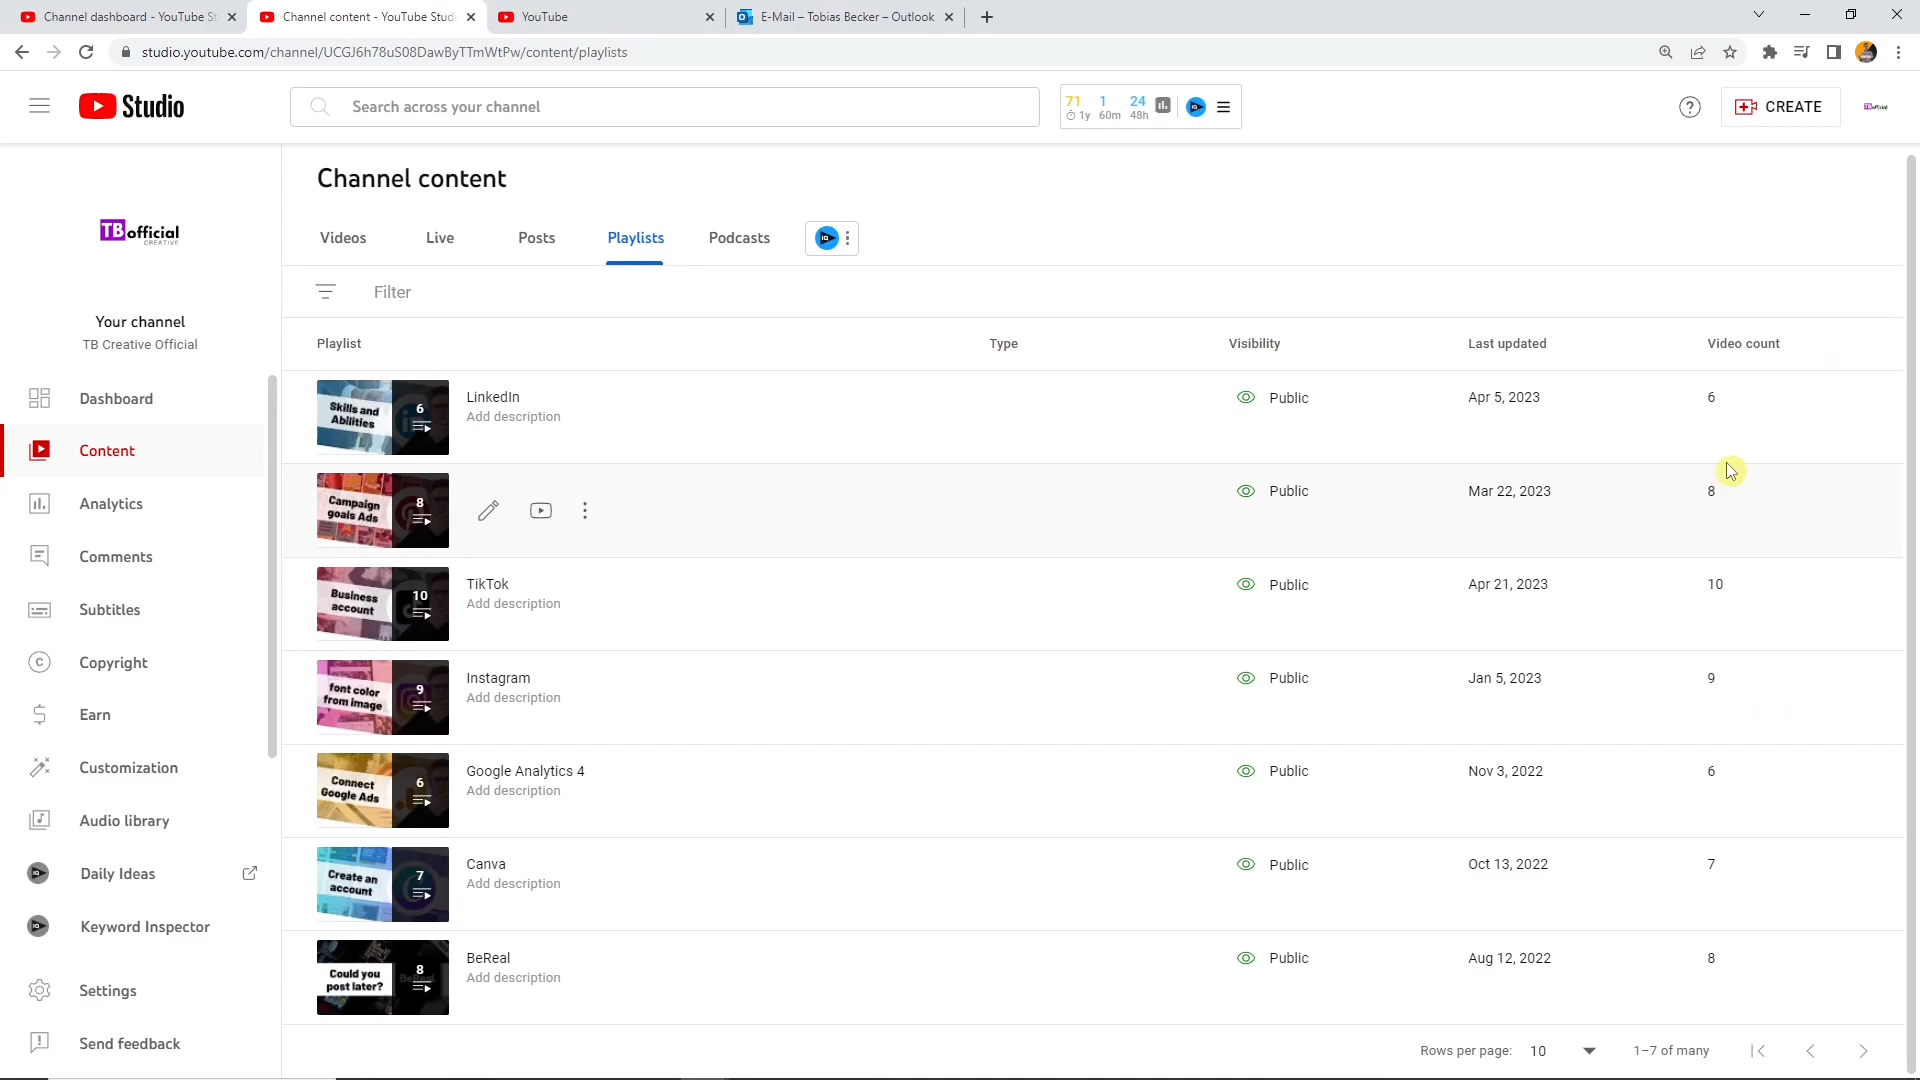 Channel dashboard - YouTube St
Channel content - YouTube Studi
YouTube
E-Mail – Tobias Becker – Outlook
studio.youtube.com/channel/UCGJ6h78uS08DawByTTmWtPw/content/playlists
Studio
Search across your channel
71 1 24
1y 60m 48h
CREATE
TB official
CREATIVE
Your channel
TB Creative Official
Dashboard
Content
Analytics
Comments
Subtitles
Copyright
Earn
Customization
Audio library
Daily Ideas
Keyword Inspector
Settings
Send feedback
Channel content
Videos Live Posts Playlists Podcasts
Filter
Playlist Type Visibility Last updated Video count
Skills and
Abilities
6
LinkedIn
Add description
Public Apr 5, 2023 6
Campaign
goals Ads
8
Public Mar 22, 2023 8
Business
account
10
TikTok
Add description
Public Apr 21, 2023 10
font color
from image
9
Instagram
Add description
Public Jan 5, 2023 9
Connect
Google Ads
6
Google Analytics 4
Add description
Public Nov 3, 2022 6
Create an
account
7
Canva
Add description
Public Oct 13, 2022 7
Could you
post later?
8
BeReal
Add description
Public Aug 12, 2022 8
Rows per page: 10 1–7 of many